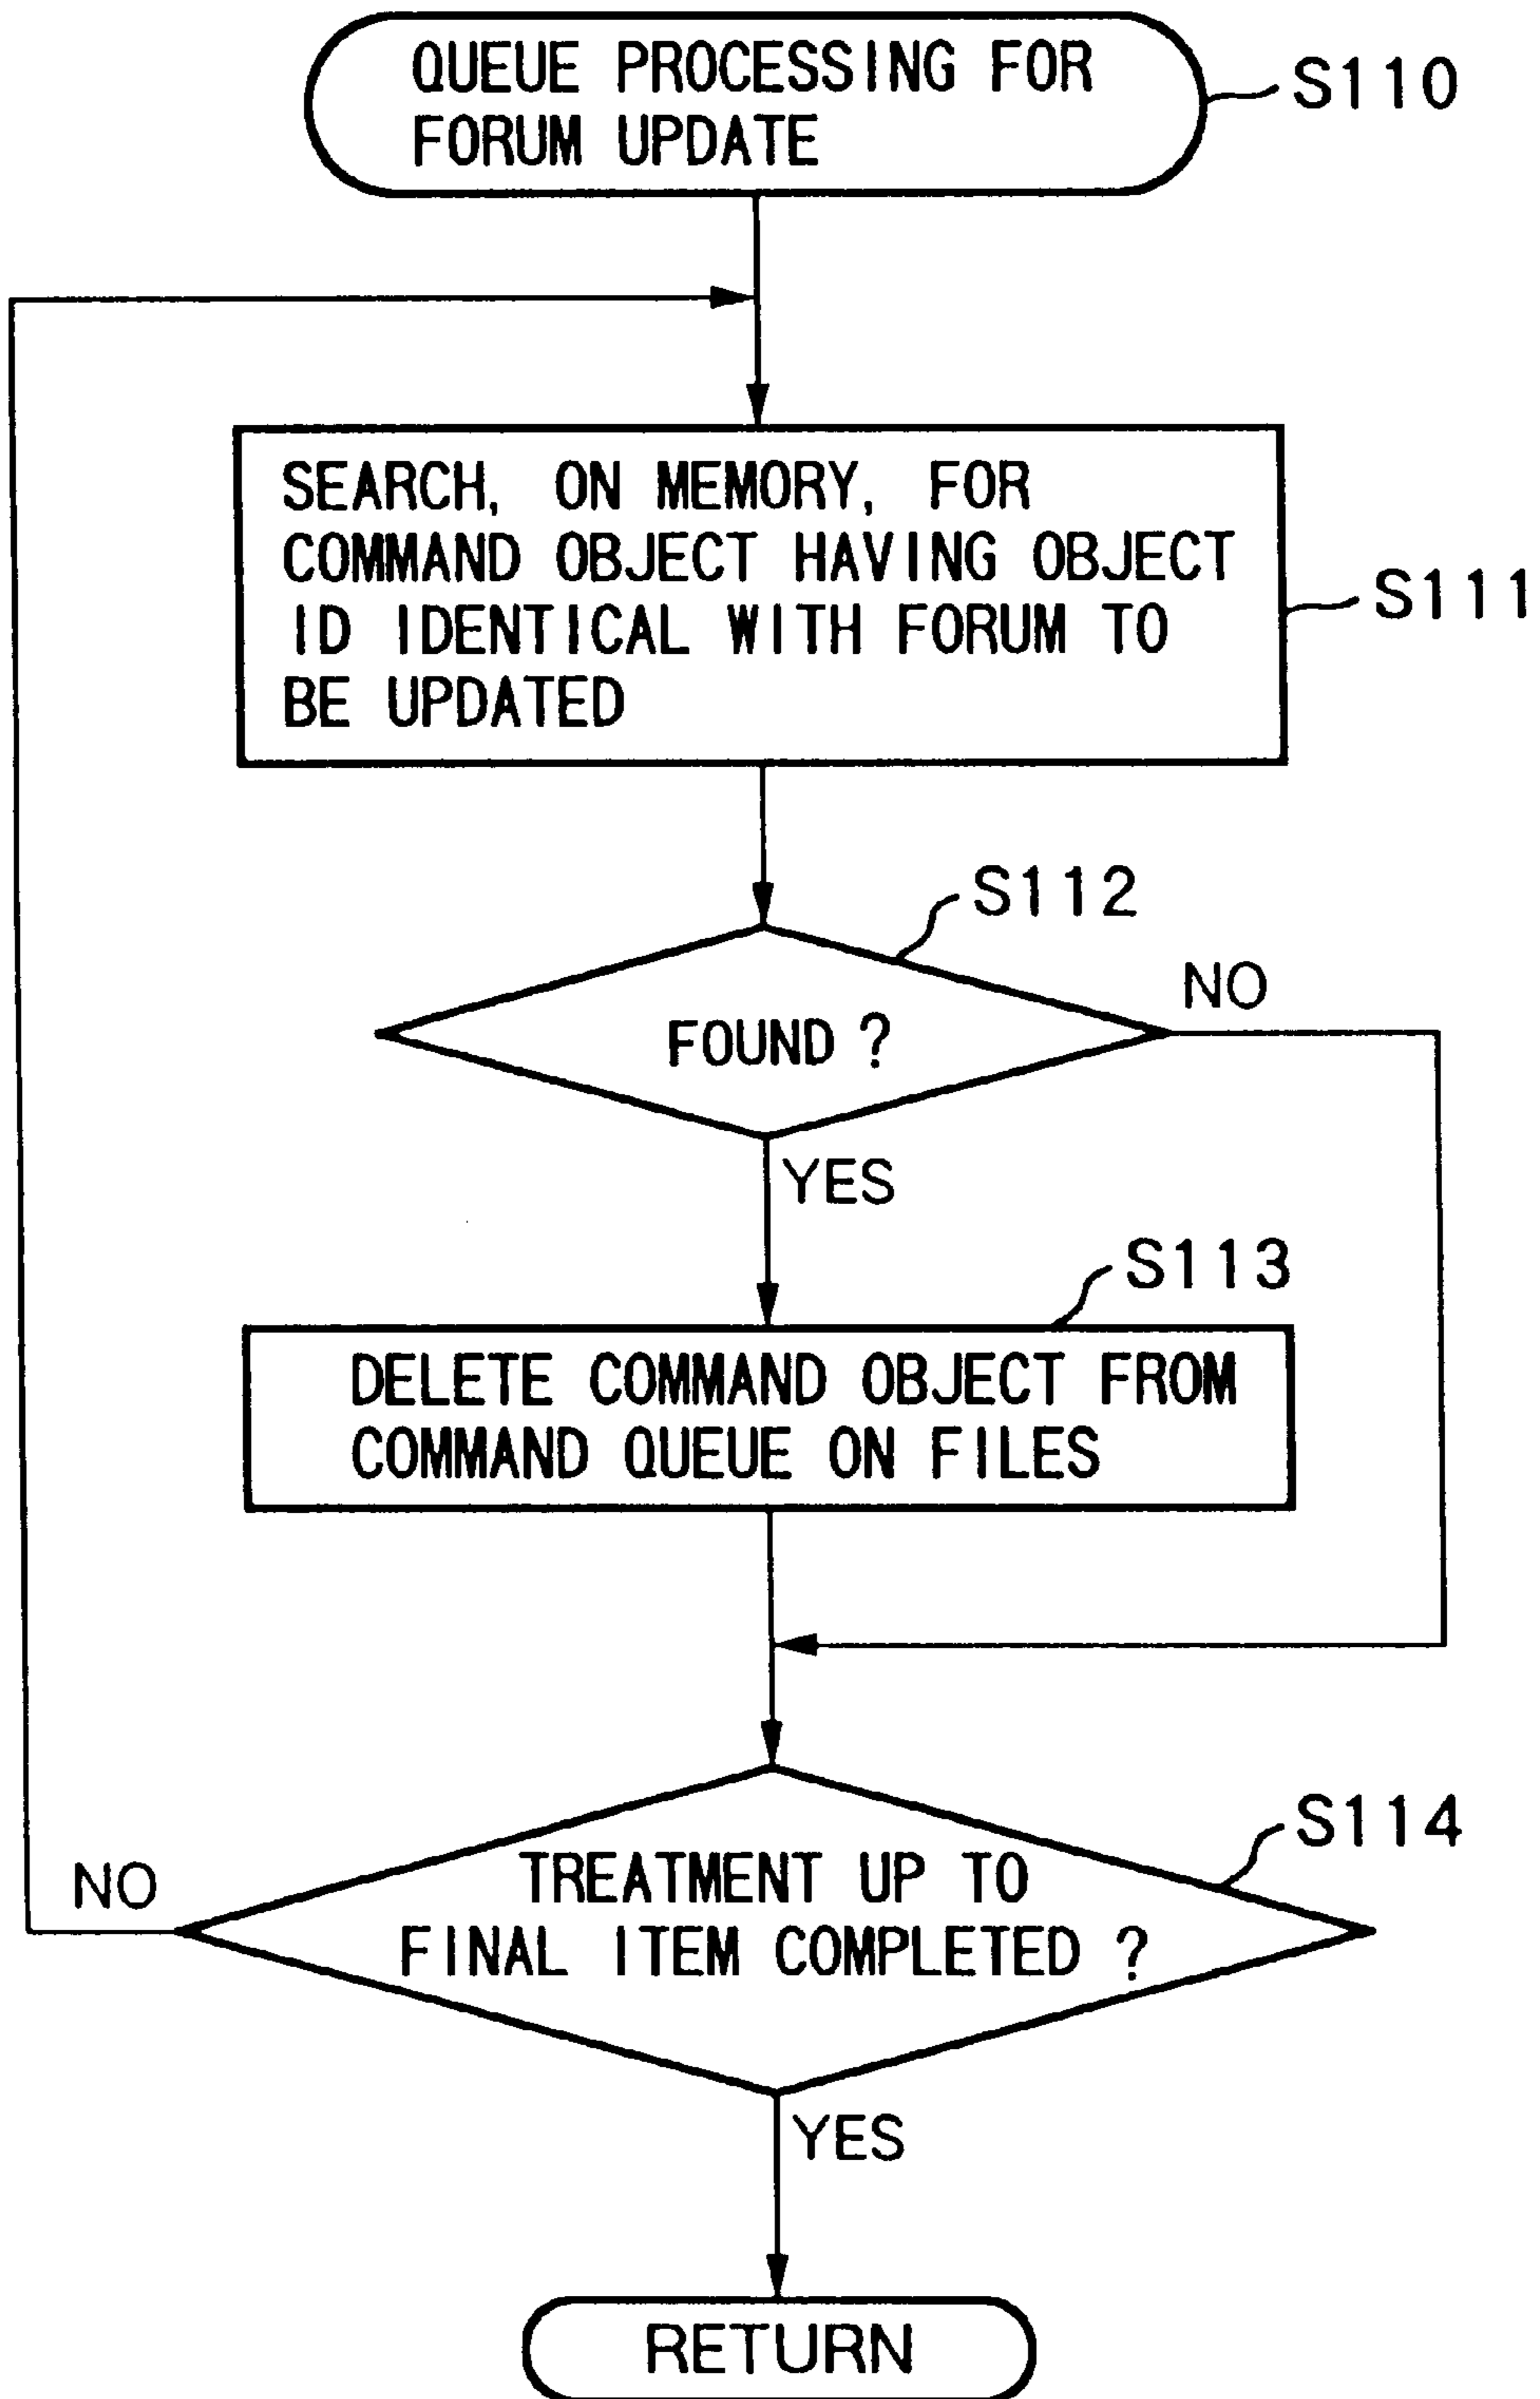 QUEUE PROCESSING FOR
FORUM UPDATE
S110
SEARCH, ON MEMORY, FOR
COMMAND OBJECT HAVING OBJECT
ID IDENTICAL WITH FORUM TO
BE UPDATED
S111
S112
FOUND ?
NO
YES
S113
DELETE COMMAND OBJECT FROM
COMMAND QUEUE ON FILES
S114
TREATMENT UP TO
FINAL ITEM COMPLETED ?
NO
YES
RETURN